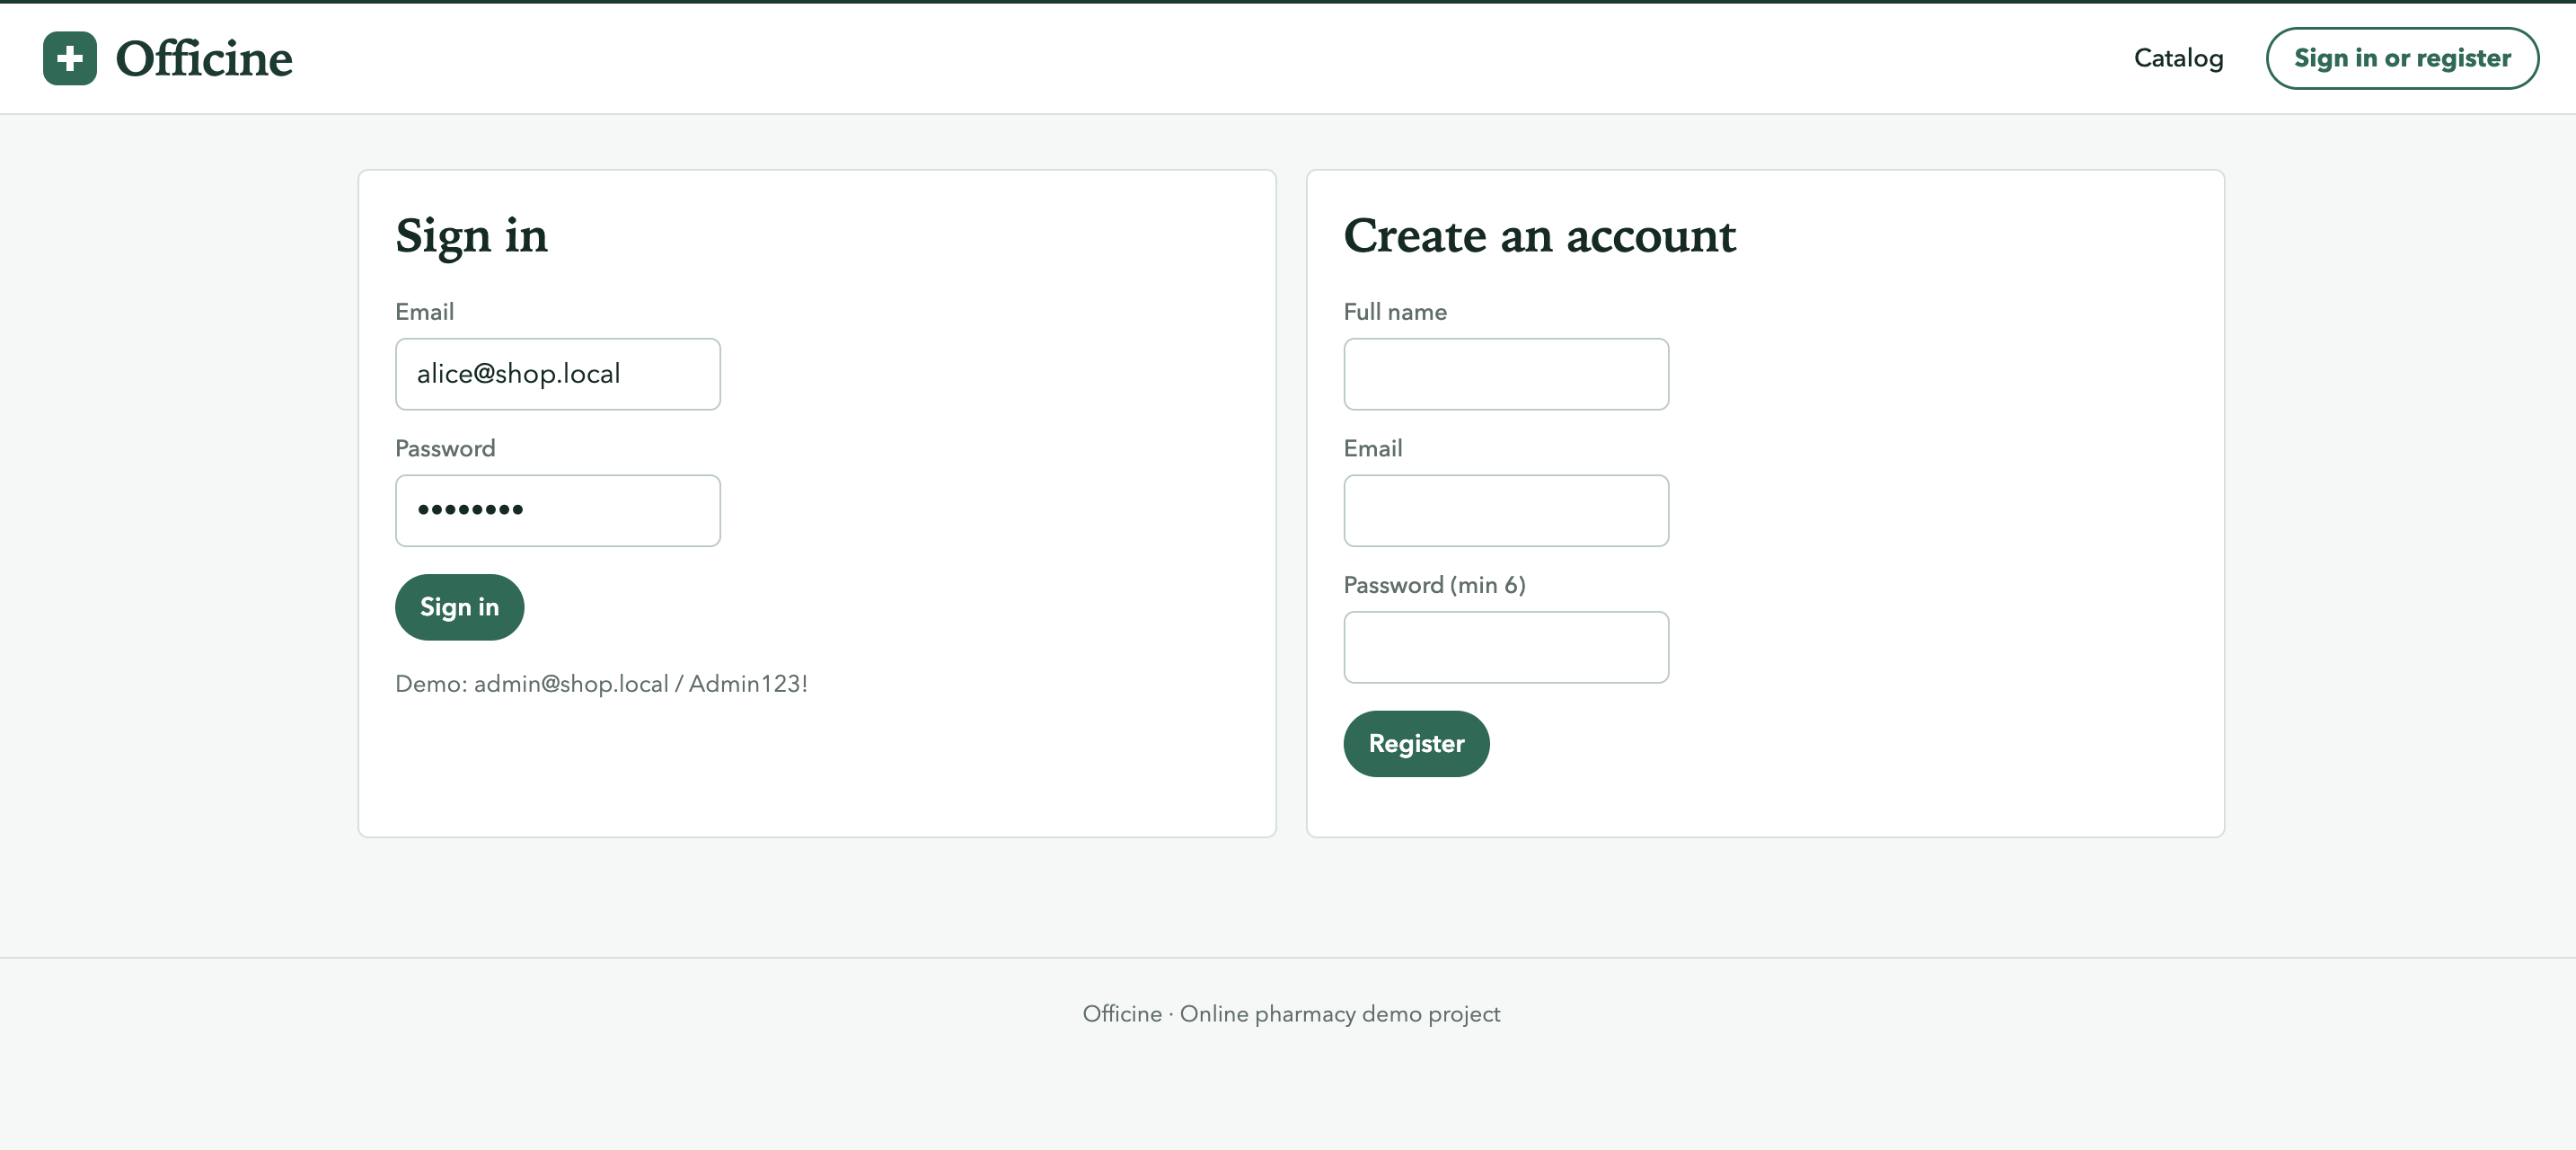 Officine
Catalog
Sign in or register
Sign in
Email
alice@shop.local
Password
••••••••
Sign in
Demo: admin@shop.local / Admin123!
Create an account
Full name
Email
Password (min 6)
Register
Officine · Online pharmacy demo project